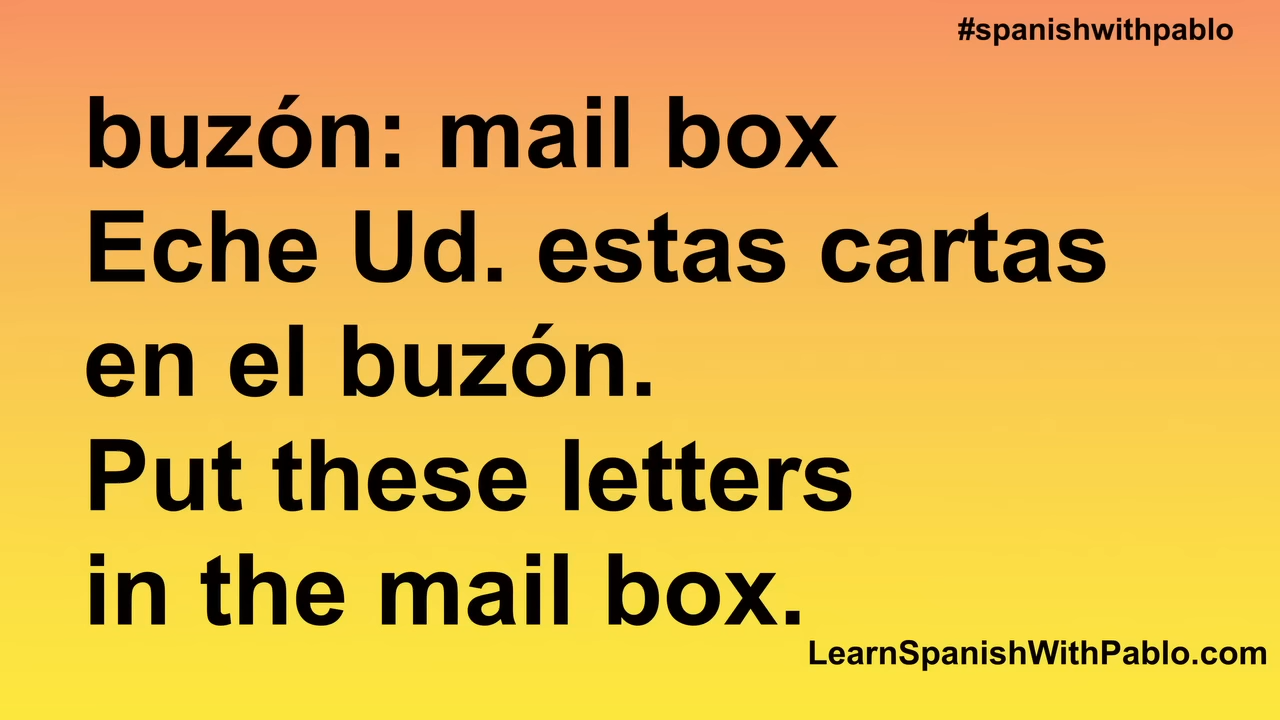 #spanishwithpablo
buzón: mail box
Eche Ud. estas cartas
en el buzón.
Put these letters
in the mail box.
LearnSpanishWithPablo.com